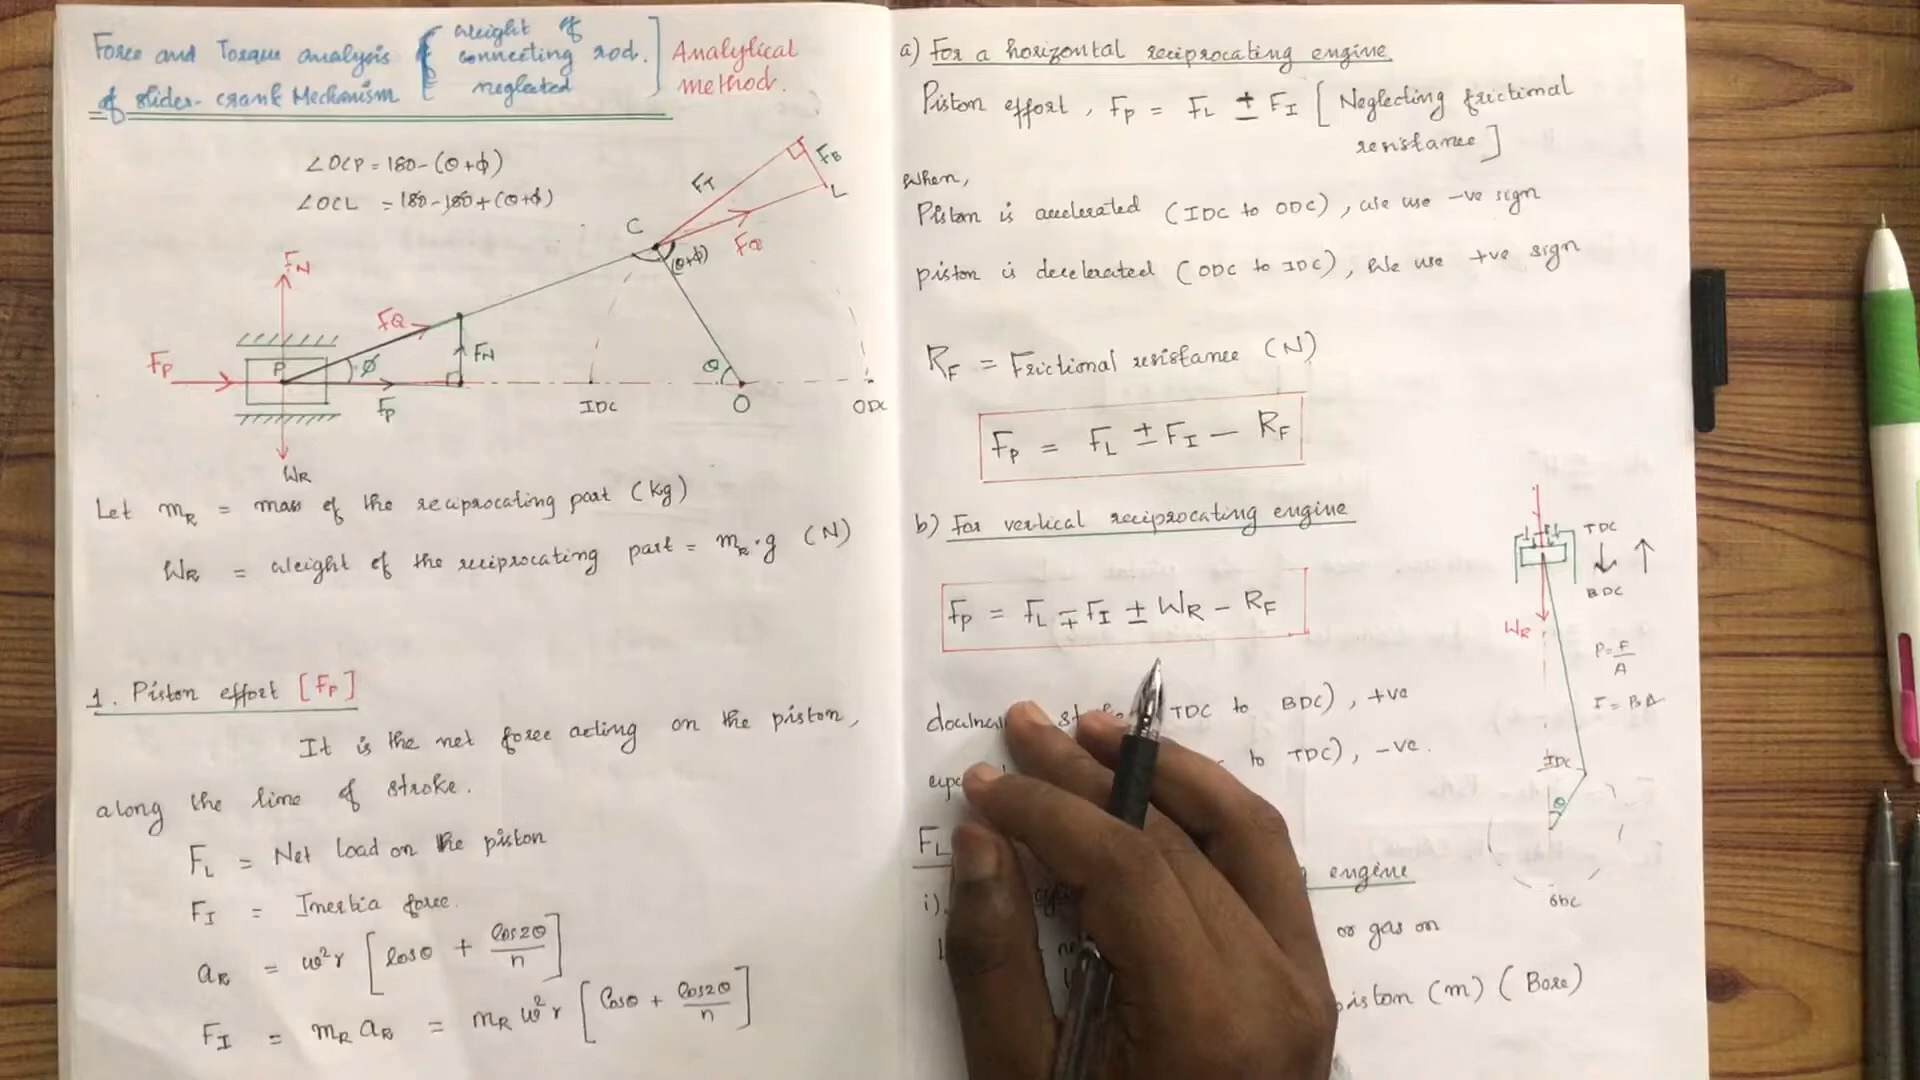 Force and Torque analysis
of slider-crank Mechanism
weight of
connecting rod.
neglected
Analytical
method.
∠OCP = 180-(θ+ϕ)
∠OCL = 180-180+(θ+ϕ)
FT
FB
L
C
FQ
(θ+ϕ)
FN
FQ
FN
FP
P
ϕ
θ
FP
IDC
O
ODC
WR
Let mR = mass of the reciprocating part (kg)
WR = weight of the reciprocating part = mR·g (N)
1. Piston effort [FP]
It is the net force acting on the piston,
along the line of stroke.
FL = Net load on the piston
FI = Inertia force.
aR = ω²r [cosθ + cos2θ/n]
FI = mR aR = mR ω²r [Cosθ + Cos2θ/n]
a) For a horizontal reciprocating engine
Piston effort, FP = FL ± FI [Neglecting frictional
resistance]
When,
Piston is accelerated (IDC to ODC), we use -ve sign
piston is decelerated (ODC to IDC), we use +ve sign
RF = Frictional resistance (N)
FP = FL ± FI - RF
b) For vertical reciprocating engine
FP = FL ∓ FI ± WR - RF
TDC
BDC
WR
P = F/A
IDC
θ
ODC
TDC to BDC), +ve
to TDC), -ve.
FL
engine
i).
or gas on
piston (m) (Bore)